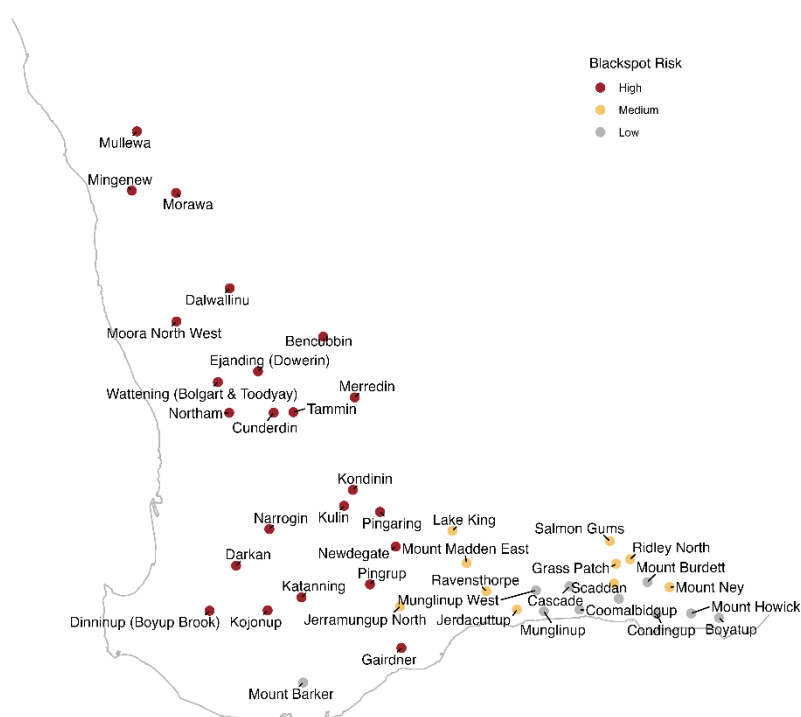 Blackspot Risk
High
Medium
Low
Mullewa
Mingenew
Morawa
Dalwallinu
Moora North West
Bencubbin
Ejanding (Dowerin)
Merredin
Wattening (Bolgart & Toodyay)
Northam
Tammin
Cunderdin
Kondinin
Narrogin
Kulin
Pingaring
Lake King
Salmon Gums
Darkan
Newdegate
Mount Madden East
Ridley North
Grass Patch
Mount Burdett
Pingrup
Ravensthorpe
Katanning
Munglinup West
Cascade
Scaddan
Mount Ney
Dinninup (Boyup Brook)
Kojonup
Jerramungup North
Jerdacuttup
Munglinup
Coomalbidgup
Condingup
Mount Howick
Boyatup
Gairdner
Mount Barker